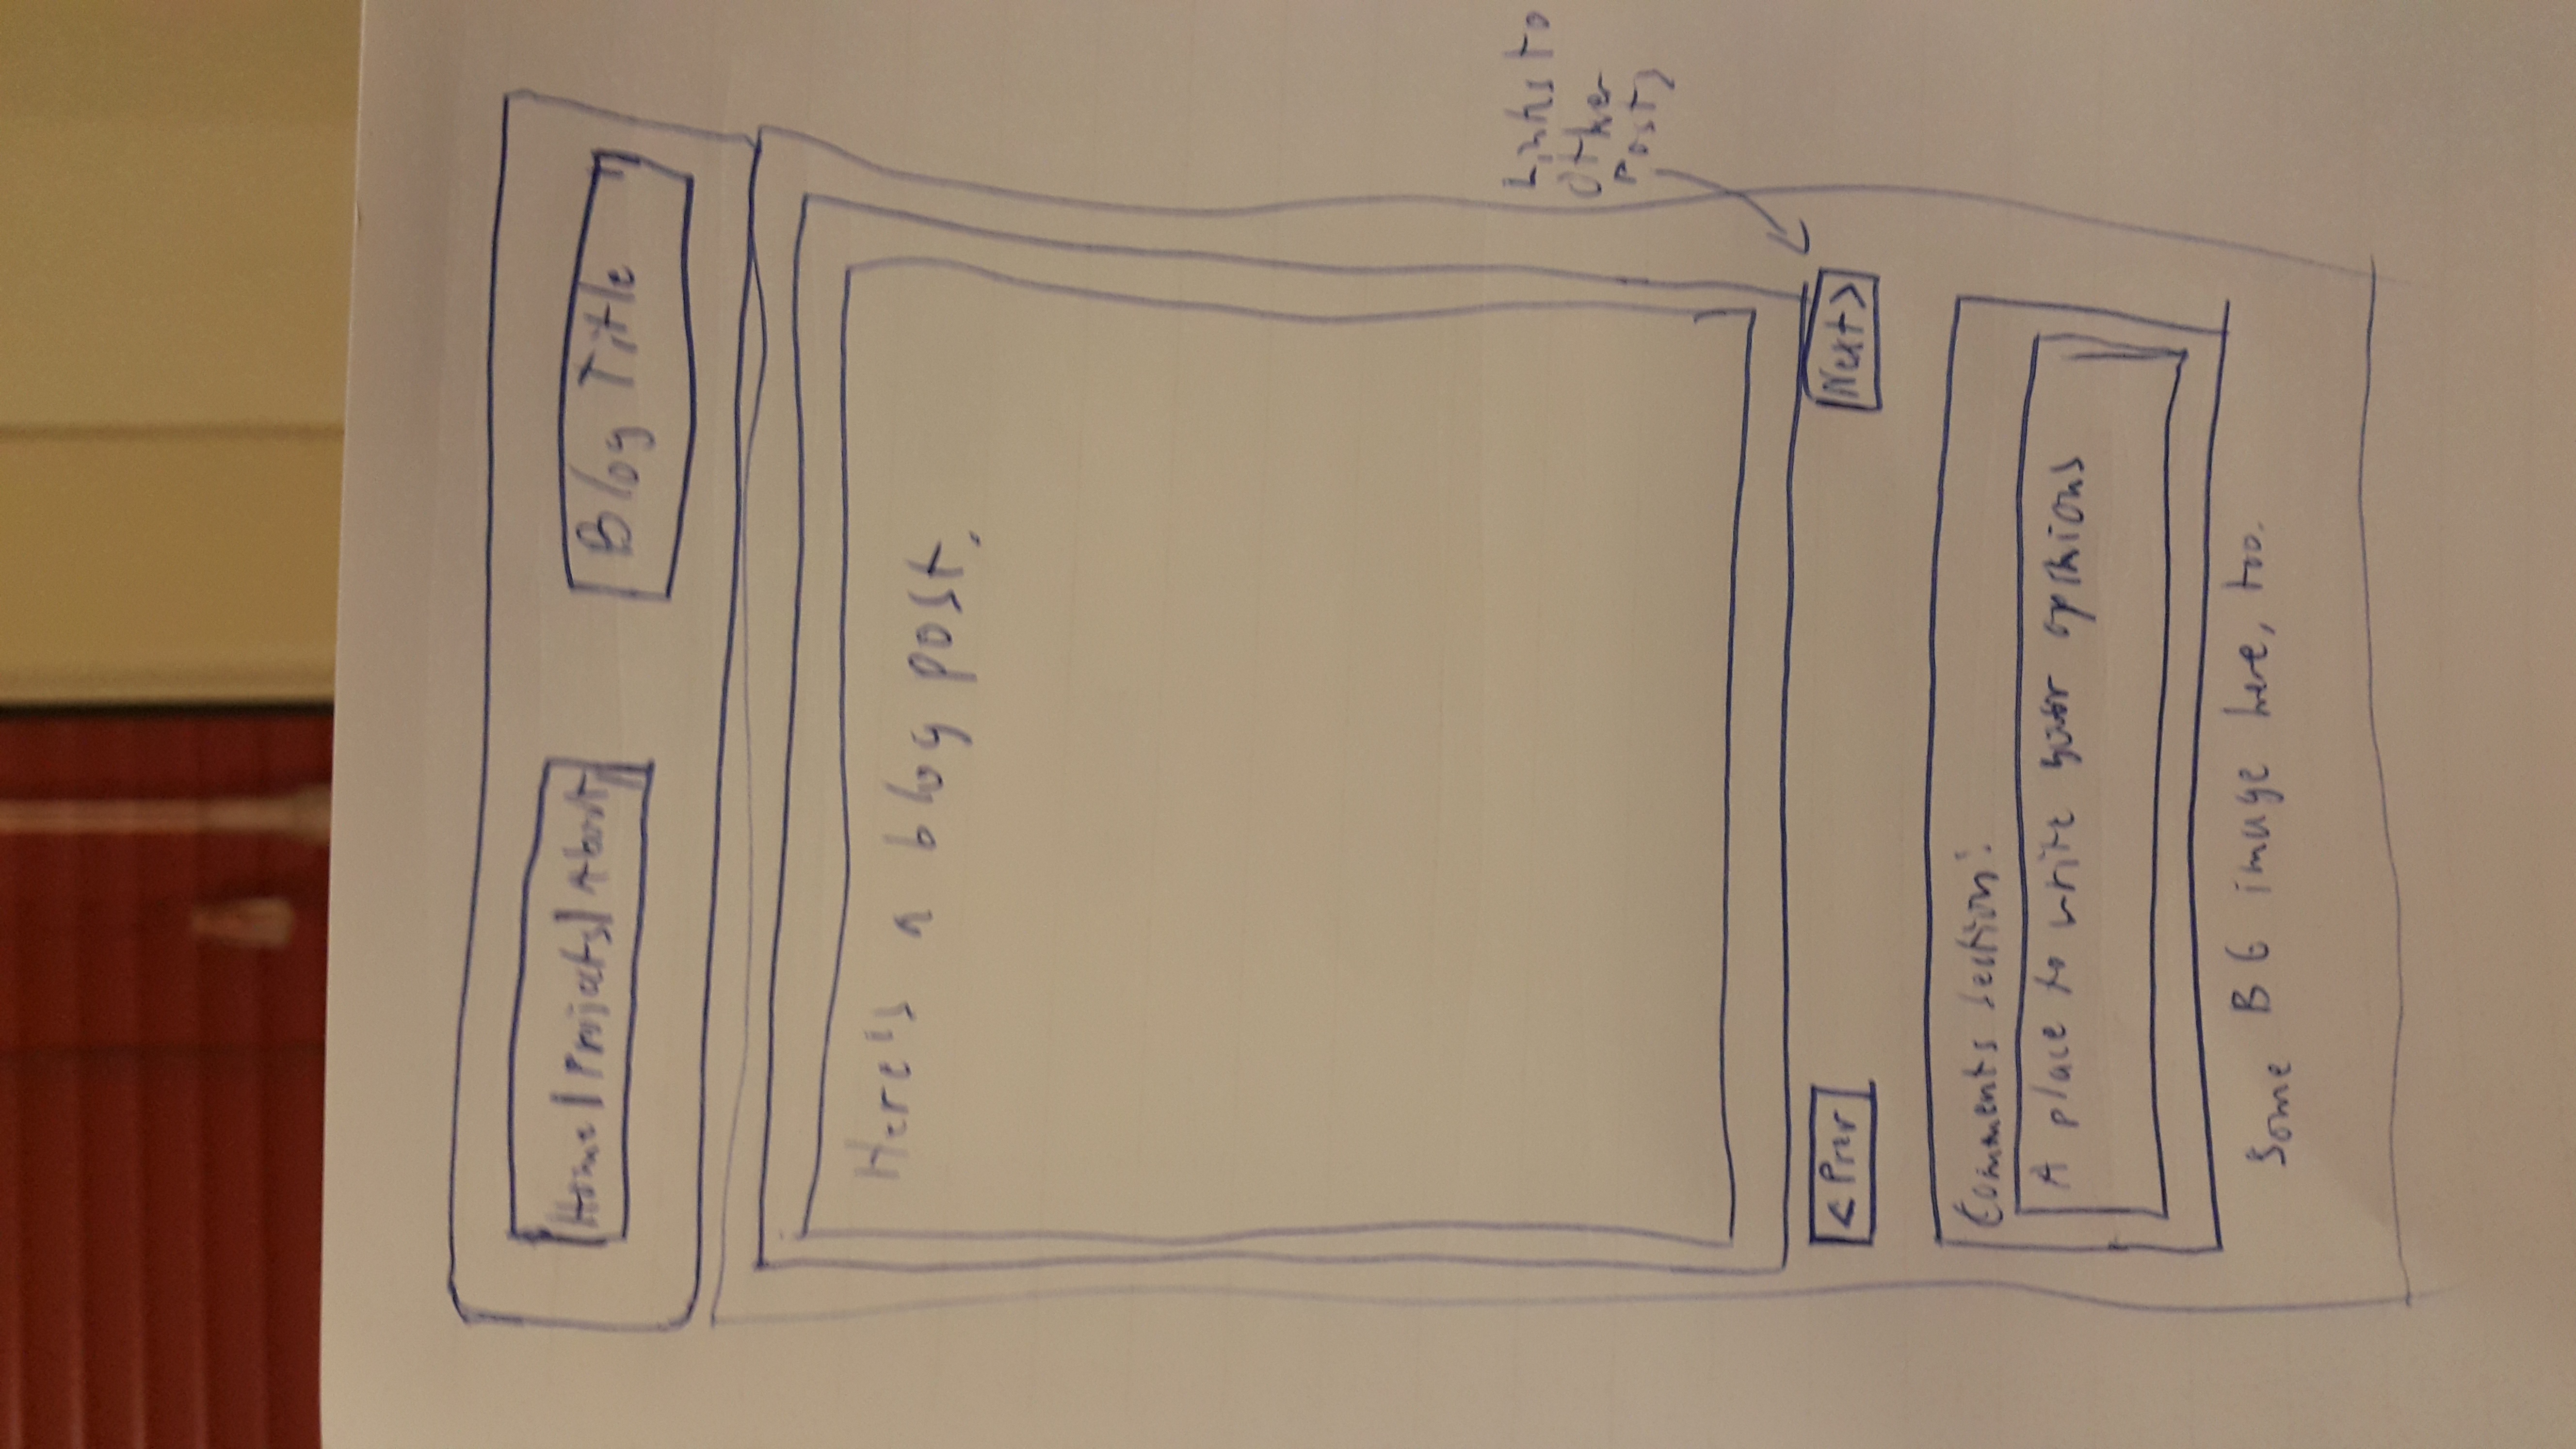 Home | Projects | About
Blog Title
Here's a blog post.
Links to
Other
Posts
< Prev
Next >
Comments section:
A place to write your opinions
Some BG image here, too.